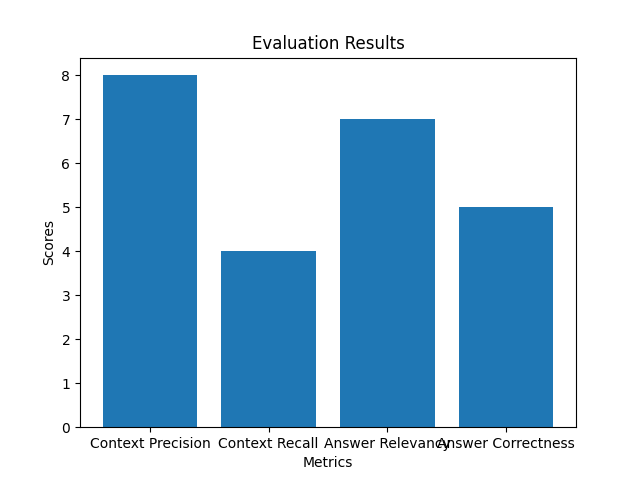 Evaluation Results
8
7
6
5
4
3
2
1
0
Scores
Context Precision
Context Recall
Answer Relevancy
Answer Correctness
Metrics